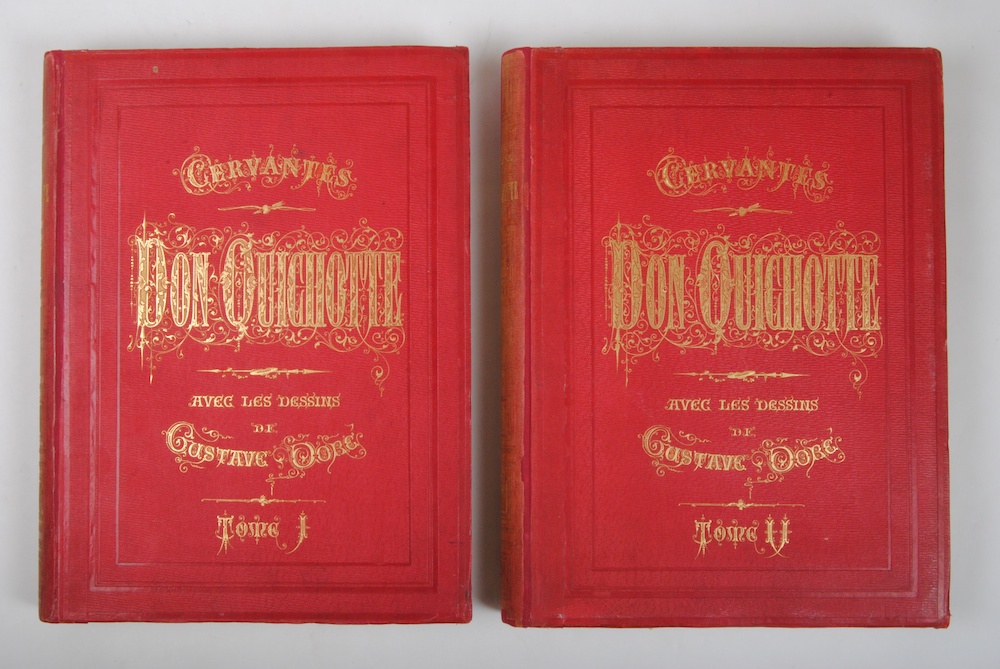 CERVANTES
DON QUICHOTTE
AVEC LES DESSINS
DE
GUSTAVE DORÉ
TOME I
CERVANTES
DON QUICHOTTE
AVEC LES DESSINS
DE
GUSTAVE DORÉ
TOME II